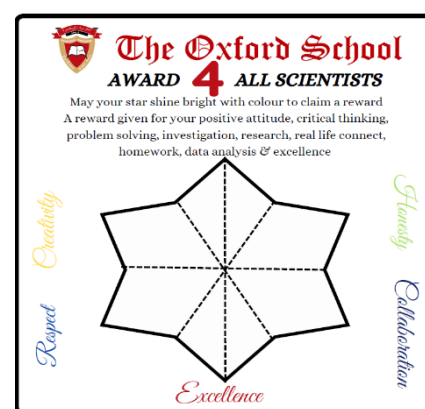 The Oxford School
AWARD 4 ALL SCIENTISTS
May your star shine bright with colour to claim a reward
A reward given for your positive attitude, critical thinking,
problem solving, investigation, research, real life connect,
homework, data analysis & excellence
Creativity
Honesty
Respect
Collaboration
Excellence